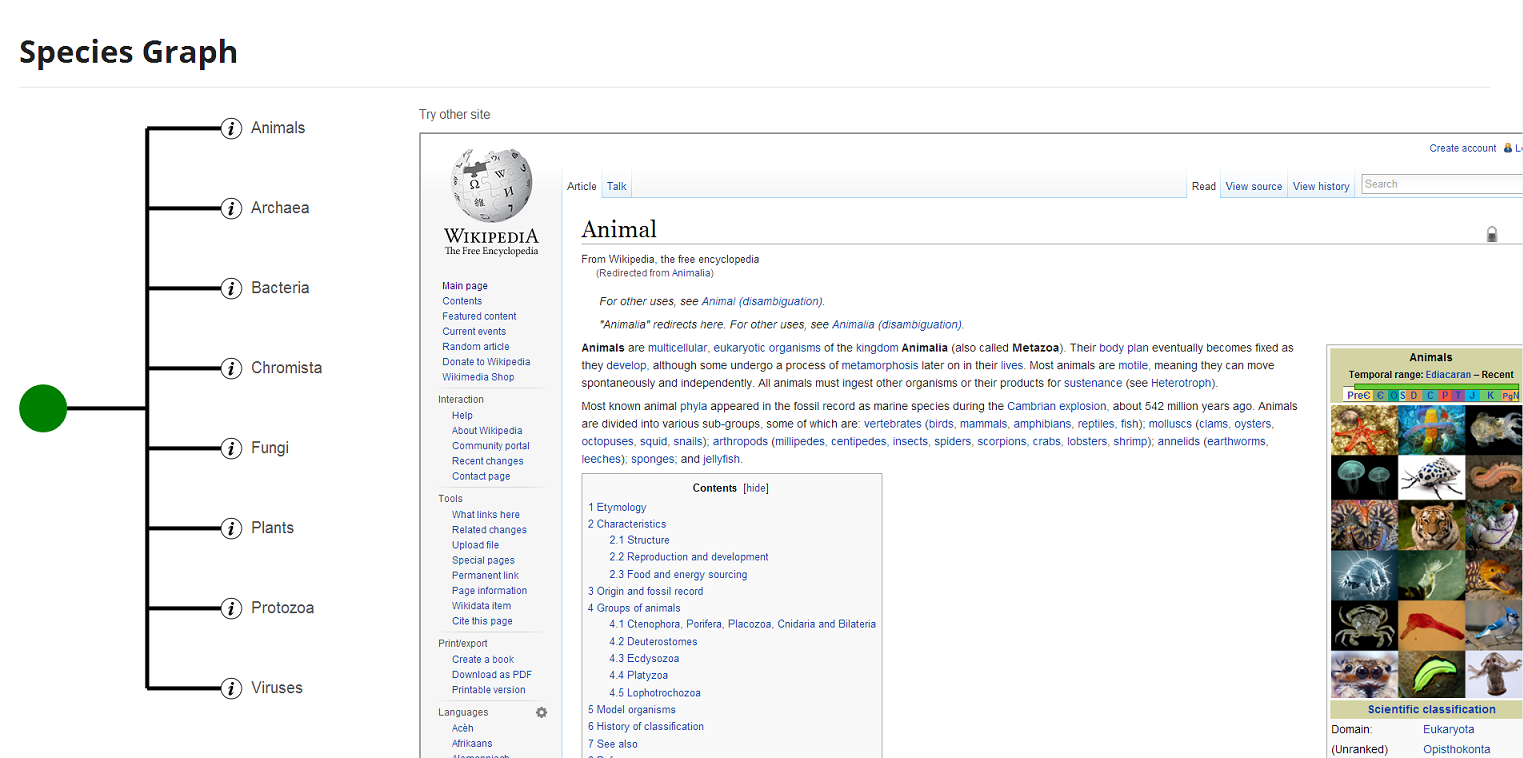 Species Graph
Animals
Archaea
Bacteria
Chromista
Fungi
Plants
Protozoa
Viruses
Try other site
WIKIPEDIA
The Free Encyclopedia
Main page
Contents
Featured content
Current events
Random article
Donate to Wikipedia
Wikimedia Shop
Interaction
Help
About Wikipedia
Community portal
Recent changes
Contact page
Tools
What links here
Related changes
Upload file
Special pages
Permanent link
Page information
Wikidata item
Cite this page
Print/export
Create a book
Download as PDF
Printable version
Languages
Acèh
Afrikaans
Create account
Article Talk Read View source View history Search
Animal
From Wikipedia, the free encyclopedia
(Redirected from Animalia)
For other uses, see Animal (disambiguation).
"Animalia" redirects here. For other uses, see Animalia (disambiguation).
Animals are multicellular, eukaryotic organisms of the kingdom Animalia (also called Metazoa). Their body plan eventually becomes fixed as
they develop, although some undergo a process of metamorphosis later on in their lives. Most animals are motile, meaning they can move
spontaneously and independently. All animals must ingest other organisms or their products for sustenance (see Heterotroph).
Most known animal phyla appeared in the fossil record as marine species during the Cambrian explosion, about 542 million years ago. Animals
are divided into various sub-groups, some of which are: vertebrates (birds, mammals, amphibians, reptiles, fish); molluscs (clams, oysters,
octopuses, squid, snails); arthropods (millipedes, centipedes, insects, spiders, scorpions, crabs, lobsters, shrimp); annelids (earthworms,
leeches); sponges; and jellyfish.
Contents [hide]
1 Etymology
2 Characteristics
2.1 Structure
2.2 Reproduction and development
2.3 Food and energy sourcing
3 Origin and fossil record
4 Groups of animals
4.1 Ctenophora, Porifera, Placozoa, Cnidaria and Bilateria
4.2 Deuterostomes
4.3 Ecdysozoa
4.4 Platyzoa
4.5 Lophotrochozoa
5 Model organisms
6 History of classification
7 See also
Animals
Temporal range: Ediacaran – Recent
PreЄ Є O S D C P T J K PgN
Scientific classification
Domain: Eukaryota
(Unranked) Opisthokonta